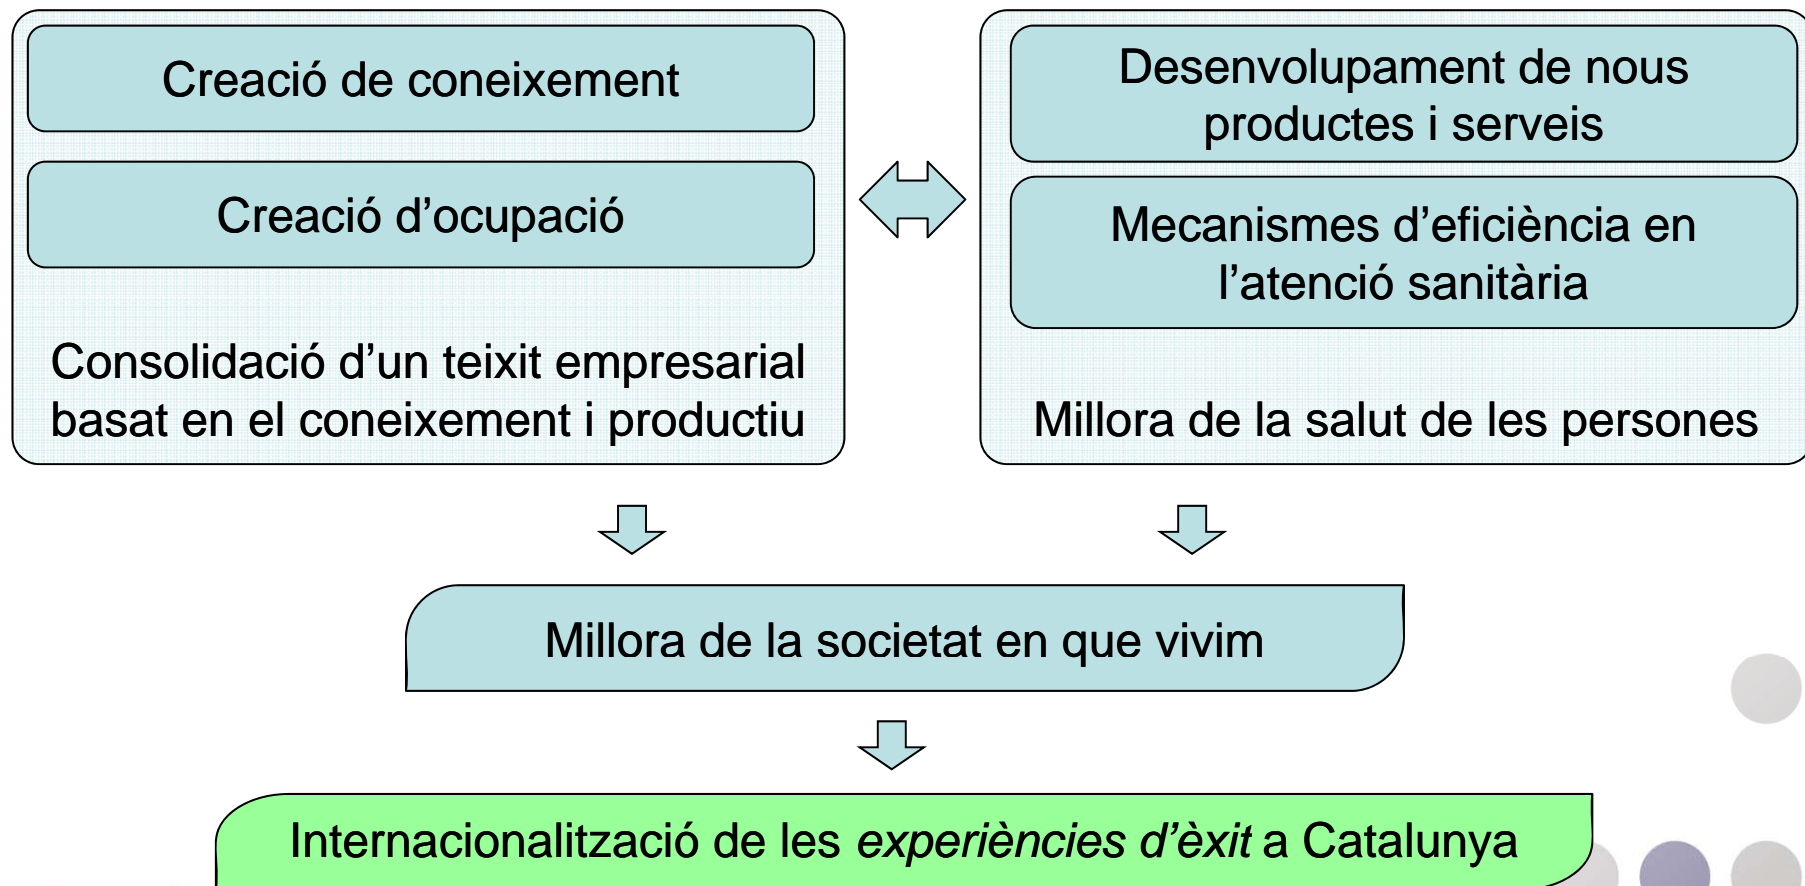 Creació de coneixement
Creació d’ocupació
Consolidació d’un teixit empresarial
basat en el coneixement i productiu
Desenvolupament de nous
productes i serveis
Mecanismes d’eficiència en
l’atenció sanitària
Millora de la salut de les persones
Millora de la societat en que vivim
Internacionalització de les experiències d’èxit a Catalunya